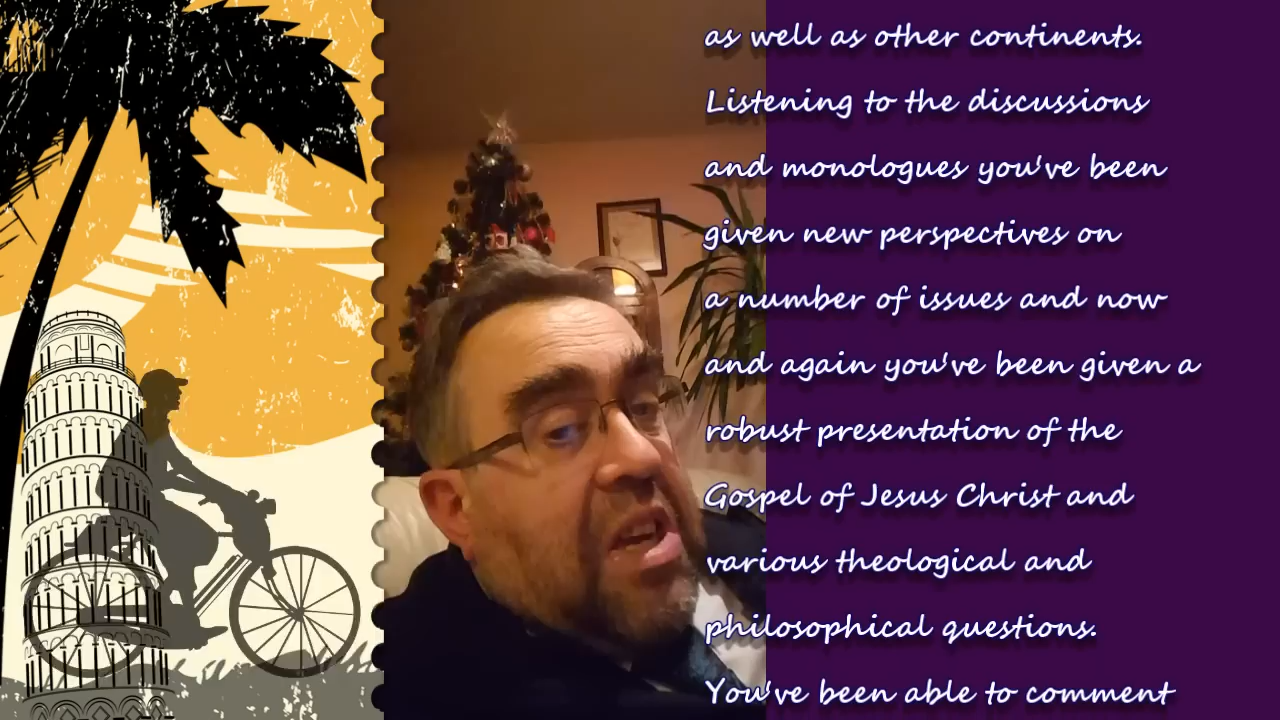 as well as other continents.
Listening to the discussions
and monologues you've been
given new perspectives on
a number of issues and now
and again you've been given a
robust presentation of the
Gospel of Jesus Christ and
various theological and
philosophical questions.
You've been able to comment